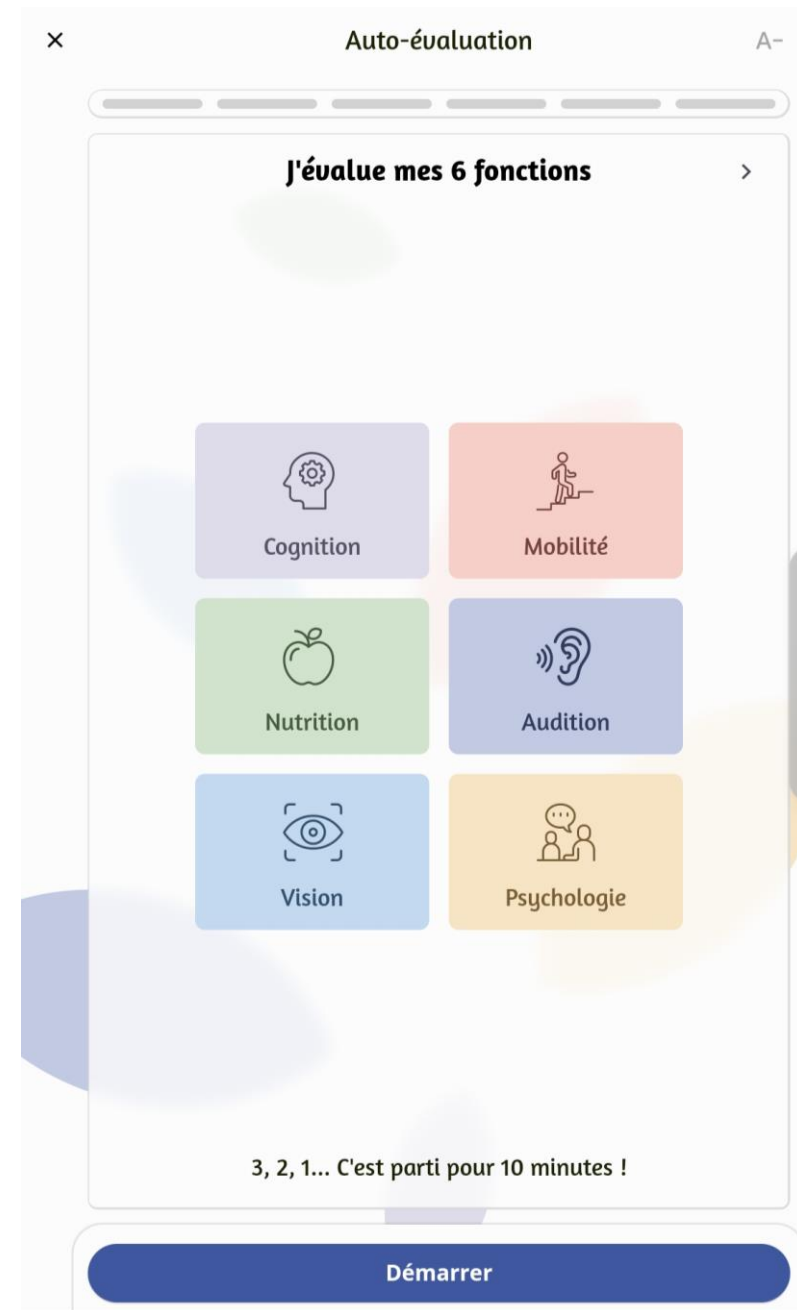 × Auto-évaluation A-
J'évalue mes 6 fonctions >
Cognition
Mobilité
Nutrition
Audition
Vision
Psychologie
3, 2, 1... C'est parti pour 10 minutes !
Démarrer